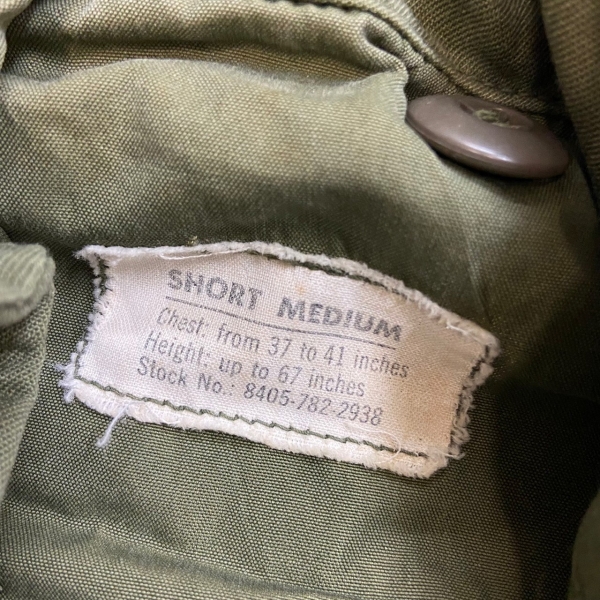 SHORT MEDIUM
Chest: from 37 to 41 inches
Height: up to 67 inches
Stock No.: 8405-782-2938